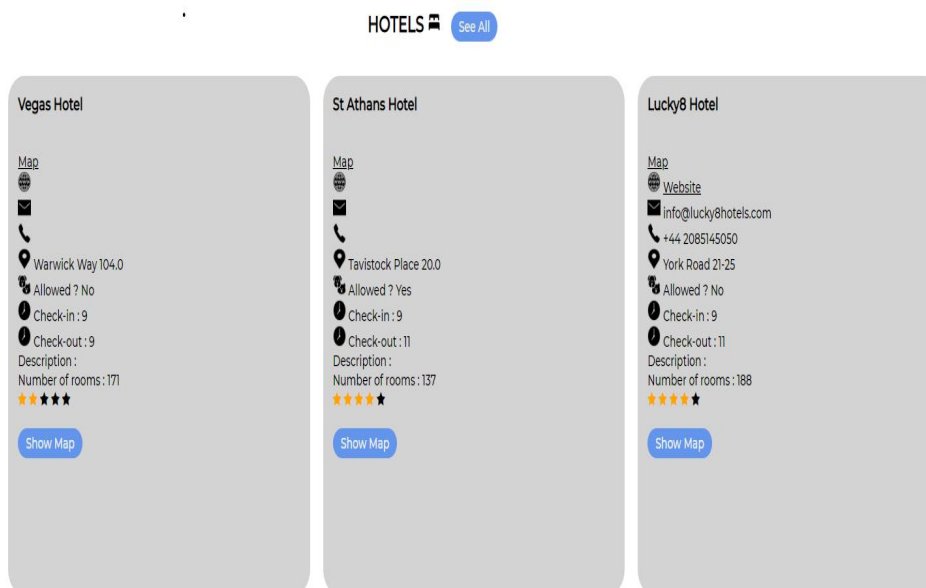 HOTELS See All
Vegas Hotel
Map
Warwick Way 104.0
Allowed ? No
Check-in : 9
Check-out : 9
Description :
Number of rooms : 171
Show Map
St Athans Hotel
Map
Tavistock Place 20.0
Allowed ? Yes
Check-in : 9
Check-out : 11
Description :
Number of rooms : 137
Show Map
Lucky8 Hotel
Map
Website
info@lucky8hotels.com
+44 2085145050
York Road 21-25
Allowed ? No
Check-in : 9
Check-out : 11
Description :
Number of rooms : 188
Show Map